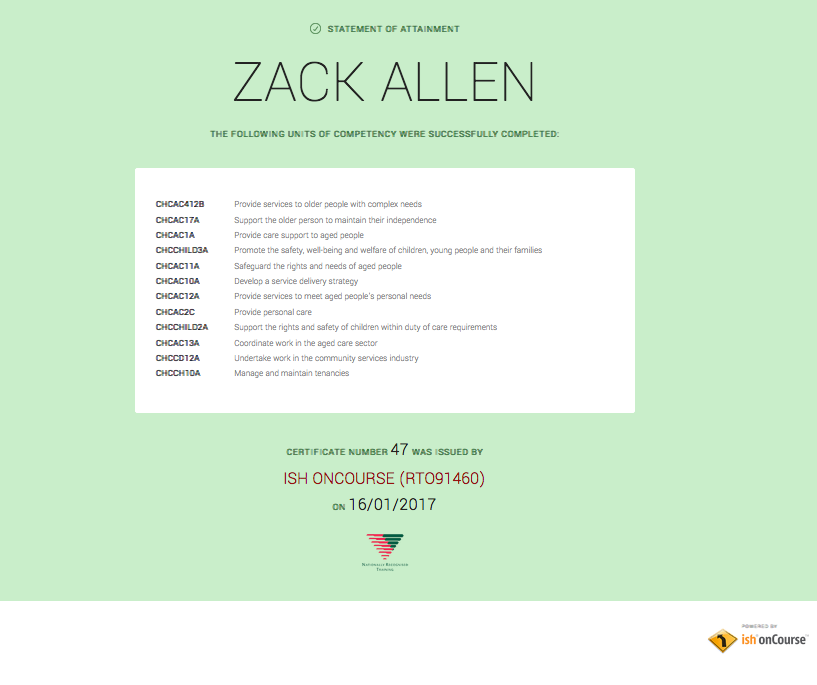 STATEMENT OF ATTAINMENT
ZACK ALLEN
THE FOLLOWING UNITS OF COMPETENCY WERE SUCCESSFULLY COMPLETED:
CHCAC412B Provide services to older people with complex needs
CHCAC17A Support the older person to maintain their independence
CHCAC1A Provide care support to aged people
CHCCHILD3A Promote the safety, well-being and welfare of children, young people and their families
CHCAC11A Safeguard the rights and needs of aged people
CHCAC10A Develop a service delivery strategy
CHCAC12A Provide services to meet aged people's personal needs
CHCAC2C Provide personal care
CHCCHILD2A Support the rights and safety of children within duty of care requirements
CHCAC13A Coordinate work in the aged care sector
CHCCD12A Undertake work in the community services industry
CHCCH10A Manage and maintain tenancies
CERTIFICATE NUMBER 47 WAS ISSUED BY
ISH ONCOURSE (RTO91460)
ON 16/01/2017
NATIONALLY RECOGNISED
TRAINING
POWERED BY
ish onCourse